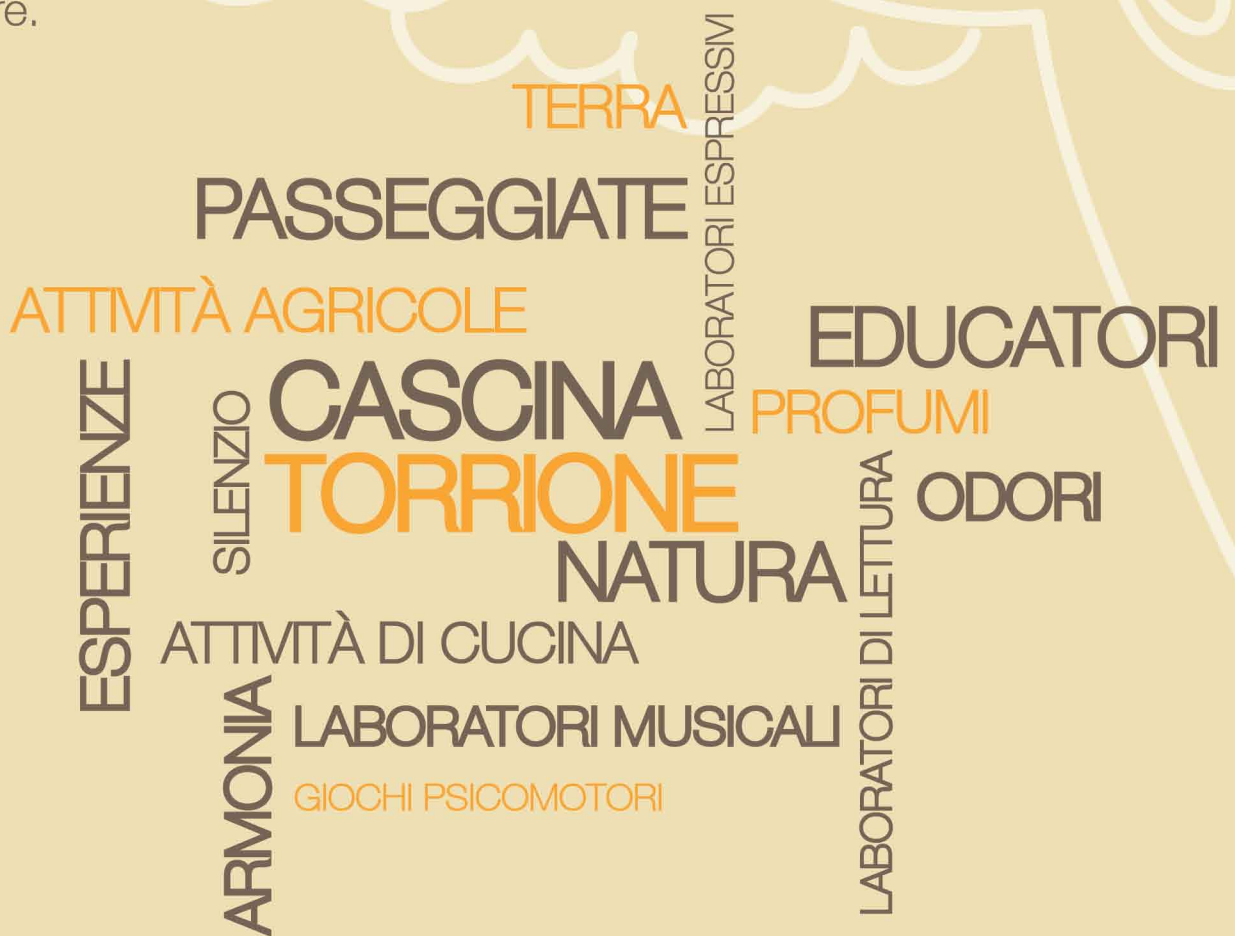 re.
TERRA
LABORATORI ESPRESSIVI
PASSEGGIATE
ATTIVITÀ AGRICOLE
EDUCATORI
ESPERIENZE
SILENZIO
CASCINA
PROFUMI
TORRIONE
LABORATORI DI LETTURA
ODORI
NATURA
ATTIVITÀ DI CUCINA
ARMONIA
LABORATORI MUSICALI
GIOCHI PSICOMOTORI